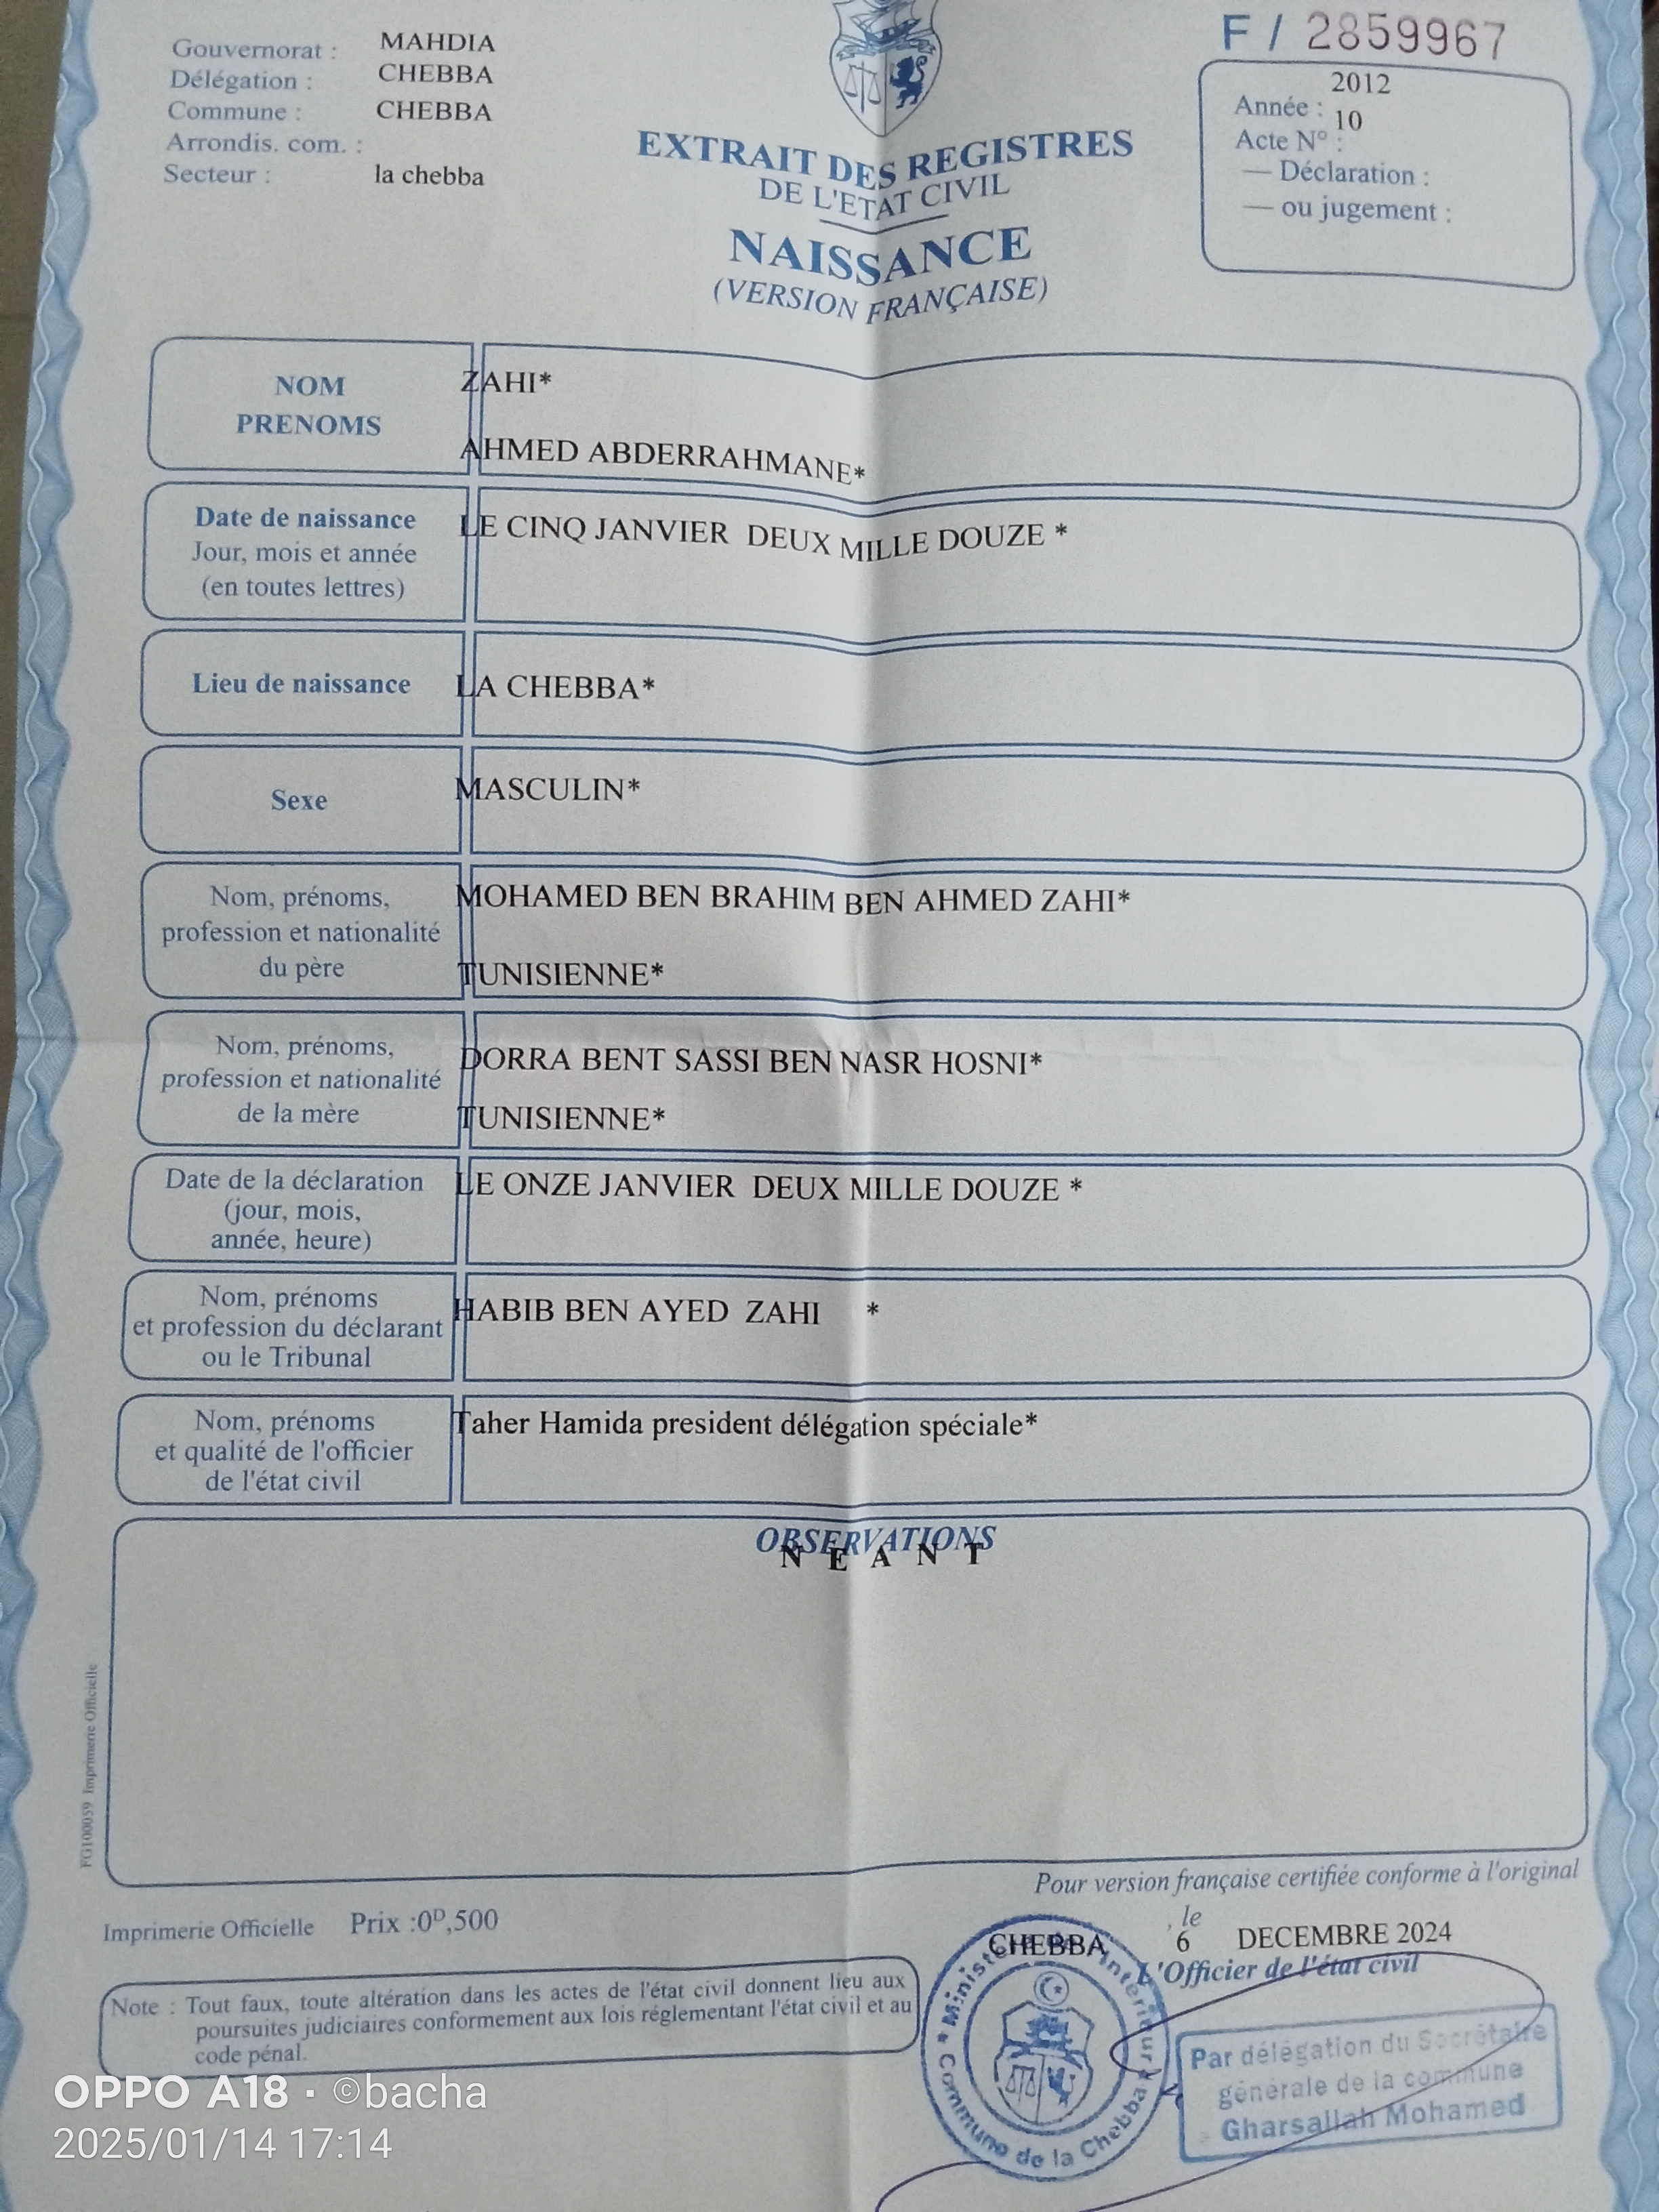 F / 2859967
Gouvernorat : MAHDIA
Délégation : CHEBBA
Commune : CHEBBA
Arrondis. com. :
Secteur : la chebba
EXTRAIT DES REGISTRES
DE L'ETAT CIVIL
NAISSANCE
(VERSION FRANÇAISE)
2012
Année :
10
Acte N° :
— Déclaration :
— ou jugement :
NOM
PRENOMS
ZAHI*
AHMED ABDERRAHMANE*
Date de naissance
Jour, mois et année
(en toutes lettres)
LE CINQ JANVIER DEUX MILLE DOUZE *
Lieu de naissance
LA CHEBBA*
Sexe
MASCULIN*
Nom, prénoms,
profession et nationalité
du père
MOHAMED BEN BRAHIM BEN AHMED ZAHI*
TUNISIENNE*
Nom, prénoms,
profession et nationalité
de la mère
DORRA BENT SASSI BEN NASR HOSNI*
TUNISIENNE*
Date de la déclaration
(jour, mois,
année, heure)
LE ONZE JANVIER DEUX MILLE DOUZE *
Nom, prénoms
et profession du déclarant
ou le Tribunal
HABIB BEN AYED ZAHI *
Nom, prénoms
et qualité de l'officier
de l'état civil
Taher Hamida president délégation spéciale*
OBSERVATIONS
N E A N T
FG100059 Imprimerie Officielle
Pour version française certifiée conforme à l'original
Imprimerie Officielle Prix :0ᴰ,500
, le
CHEBBA 6 DECEMBRE 2024
L'Officier de l'état civil
Note : Tout faux, toute altération dans les actes de l'état civil donnent lieu aux
poursuites judiciaires conformement aux lois réglementant l'état civil et au
code pénal.
* Ministère de l'Intérieur *
Commune de la Chebba
Par délégation du Secrétaire
générale de la commune
Gharsallah Mohamed
OPPO A18 · ©bacha
2025/01/14 17:14